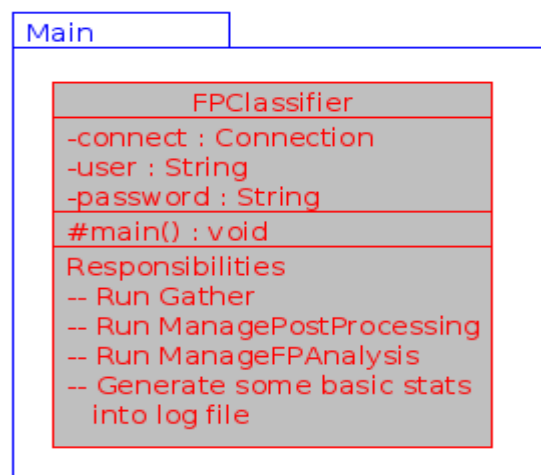 Main
FPClassifier
-connect : Connection
-user : String
-password : String
#main() : void
Responsibilities
-- Run Gather
-- Run ManagePostProcessing
-- Run ManageFPAnalysis
-- Generate some basic stats
into log file